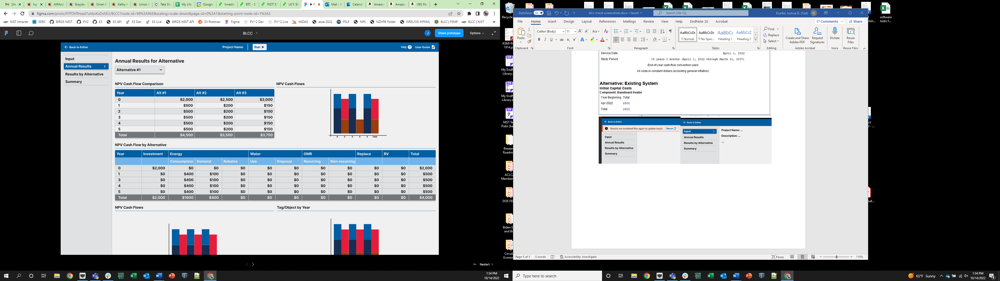 Gm
Ivy
AllMod
Brayder
Orren E
Kathy Ir
Union R
Tate Sto
My Life
Google
Investin
BTC - $
RIOT $7
LICY $6
P
Mail - K
Calenda
Amazor
Amazor
VBS Pee
figma.com/proto/FFPDVRhsad7uh6oKsDs5EU/BLCC?node-id=98%3A966&scaling=scale-down&page-id=0%3A1&starting-point-node-id=1%3A2
NIST Intranet
EERC
BIRDS NEST
PV2
E3
E3 API
E3 Dev
E3 Live
BIRDS NEST API
E3 Postman
Figma
PV^2 Dev
PV^2 Live
MIDAS
assa-2022
PSLF
NPS
NZHPB Folder
NREL/OS-HPXML
BLCC | FEMP
BLCC | NIST
BLCC
J
Share prototype
Options
Back to Editor
Project Name
Run
FAQ
User Guide
Input
Annual Results
Results by Alternative
Summary
Annual Results for Alternative
Alternative #1
NPV Cash Flow Comparison
Year Alt #1 Alt #2 Alt #3
0 $2,000 $2,500 $3,000
1 $500 $200 $150
2 $500 $200 $150
3 $500 $200 $150
4 $500 $200 $150
5 $500 $200 $150
Total $4,500 $3,500 $3,750
NPV Cash Flows
0 2 3 4 5 Total
NPV Cash Flow by Alternative
Year Investment Energy Water OMR Replace RV Total
Consumption Demand Rebates Use Disposal Recurring Non-recurring
0 $2,000 $0 $0 $0 $0 $0 $0 $0 $0 $0 $2,000
1 $0 $400 $100 $0 $0 $0 $0 $0 $0 $0 $500
3 $0 $400 $100 $0 $0 $0 $0 $0 $0 $0 $500
4 $0 $400 $100 $0 $0 $0 $0 $0 $0 $0 $500
5 $0 $400 $100 $0 $0 $0 $0 $0 $0 $0 $500
Total $2,000 $1600 $400 $0 $0 $0 $0 $0 $0 $0 $4,000
NPV Cash Flows
Tag/Object by Year
Restart R
1:34 PM
10/14/2022
Recycle
ASMI IN
1914.p
My EndN
Library.
My EndN
Library.e
NIST Te
Pubs (ba
Resear
Roadm
ACLCA
Member
DOE FE
Biden E
and Bi
Circula
Econo
software
tasks f...
AutoSave On
blcc mock screenshots.docx • Saved
Search (Alt+Q)
Kneifel, Joshua D. (Fed)
KJ
File
Home
Insert
Design
Layout
References
Mailings
Review
View
Help
EndNote 20
Acrobat
Comments
Share
Paste
Calibri (Body)
11
Clipboard
Font
Paragraph
AaBbCcDc
¶ Normal
AaBbCcDc
¶ No Spac...
AaBbCc
Heading 1
AaBbCcC
Heading 2
Styles
Find
Replace
Select
Editing
Create and Share
Adobe PDF
Request
Signatures
Adobe Acrobat
Dictate
Voice
Reuse
Files
Reuse Files
Service Date: April 1, 2022
Study Period: 15 years 0 months (April 1, 2022 through March 31, 2037)
End-of-year cash-flow convention used
All costs in constant dollars (excluding general inflation)
Alternative: Existing System
Initial Capital Costs
Component: Baseboard Heater
Year Beginning Total
Apr 2022 $500
Total $500
Back to Editor
Results are outdated! Run again to update result.
Rerun
Input
Annual Results
Results by Alternative
Summary
Back to Editor
Input
Annual Results
Results by Alternative
Summary
Project Name: ...
Description: ...
...
Page 5 of 5
0 words
Accessibility: Investigate
Focus
110%
Type here to search
65°F Sunny
1:34 PM
10/14/2022